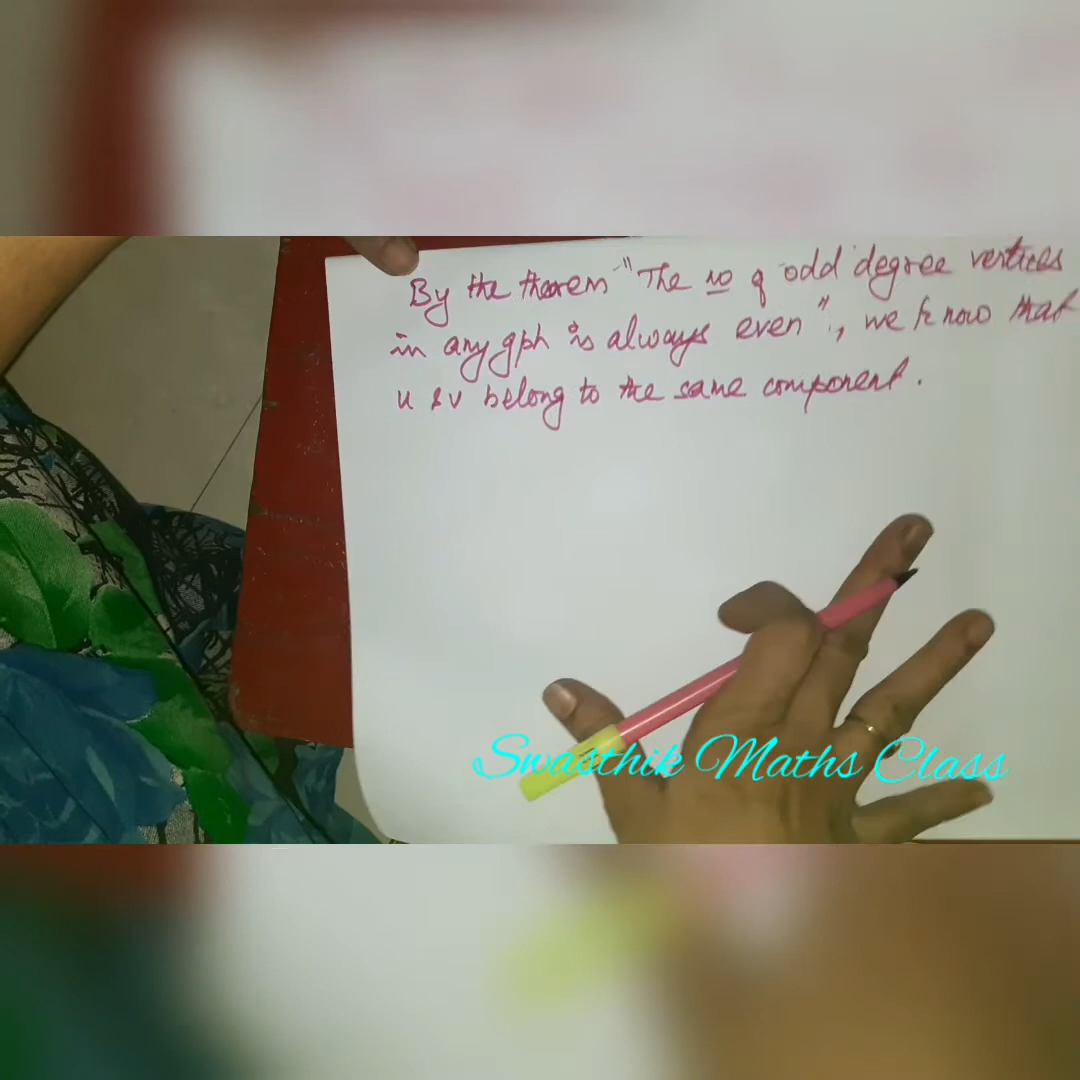 By the theorem "The no of odd degree vertices
in any gph is always even", we know that
u & v belong to the same component.
Swasthik Maths Class